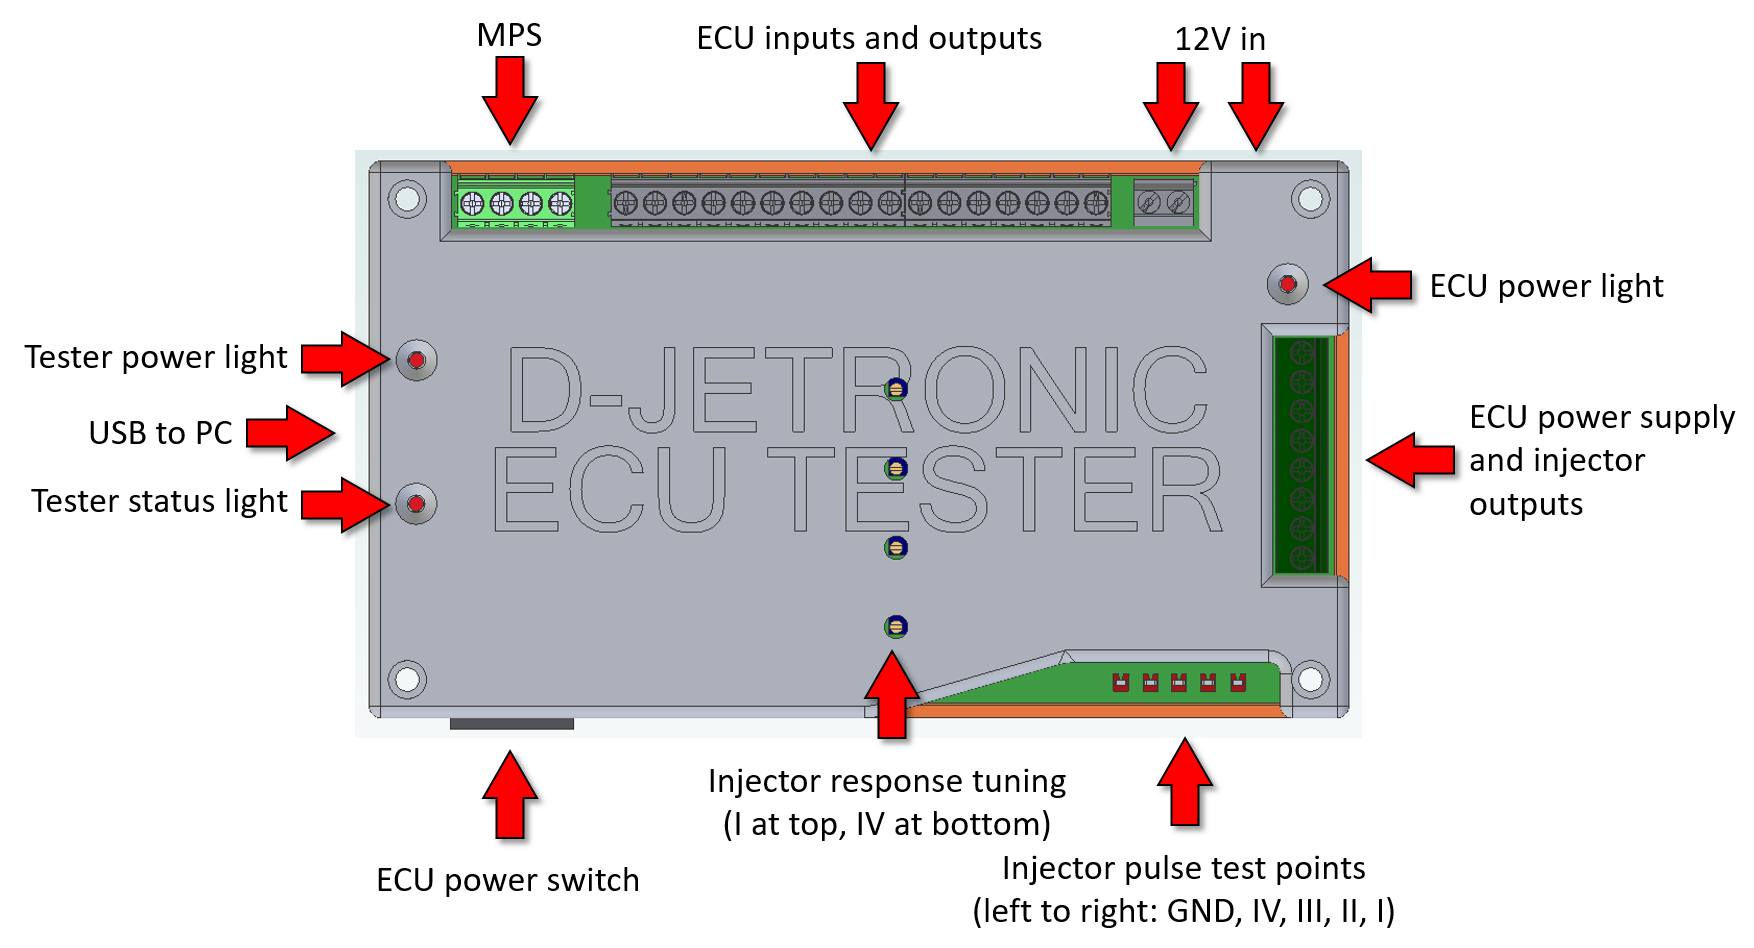 MPS
ECU inputs and outputs
12V in
ECU power light
Tester power light
D-JETRONIC
ECU TESTER
USB to PC
ECU power supply
and injector
outputs
Tester status light
Injector response tuning
(I at top, IV at bottom)
ECU power switch
Injector pulse test points
(left to right: GND, IV, III, II, I)